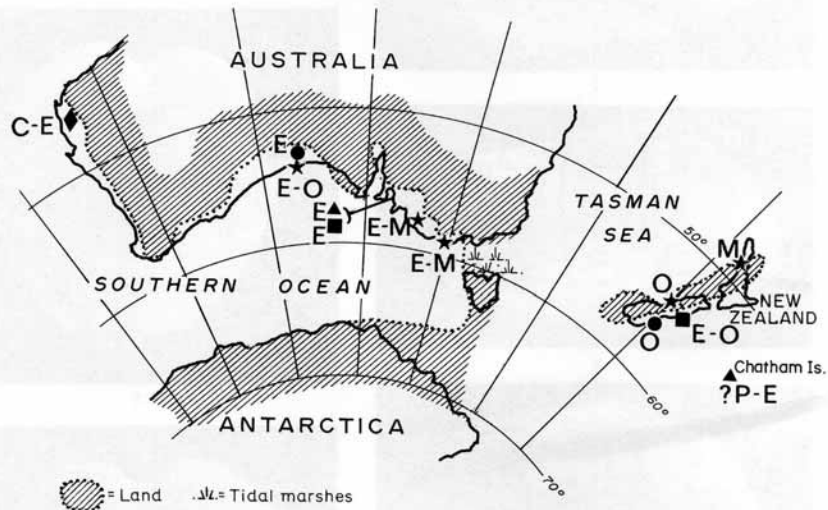 AUSTRALIA
C-E
E
E-O
E
E
E-M
E-M
TASMAN
SEA
50°
M
SOUTHERN OCEAN
O
NEW
ZEALAND
O
E-O
Chatham Is.
?P-E
60°
ANTARCTICA
70°
= Land = Tidal marshes